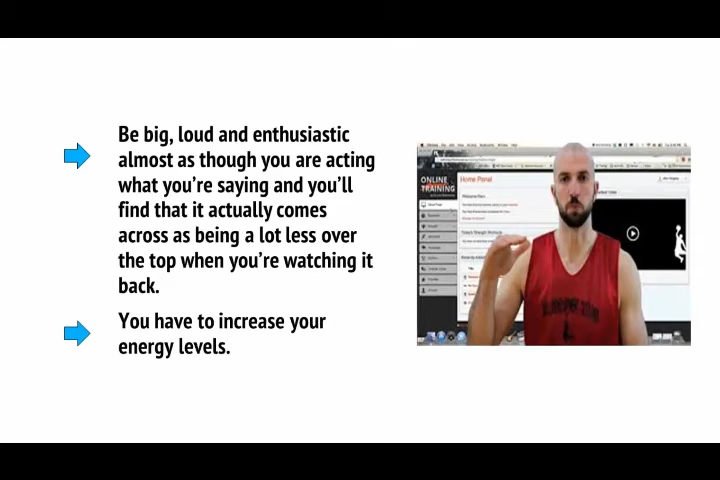 Be big, loud and enthusiastic
almost as though you are acting
what you're saying and you'll
find that it actually comes
across as being a lot less over
the top when you're watching it
back.
You have to increase your
energy levels.
ONLINE
TRAINING
Home Panel